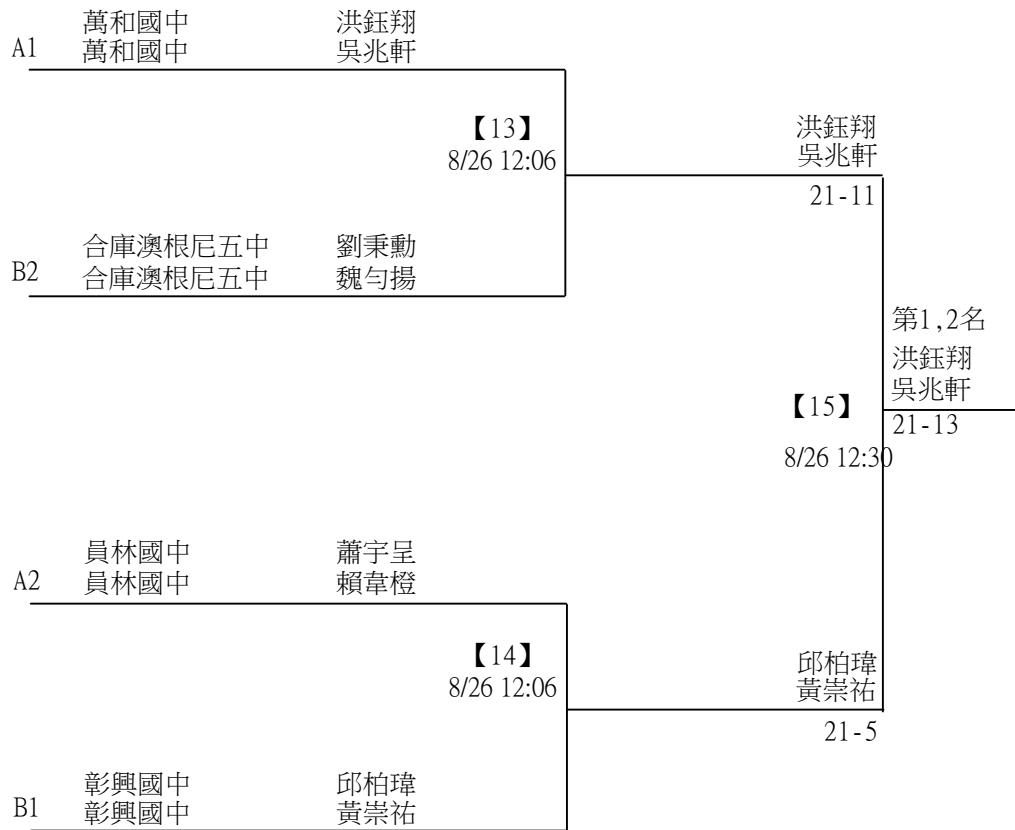 萬和國中 洪鈺翔
A1 萬和國中 吳兆軒
【13】
8/26 12:06
洪鈺翔
吳兆軒
21-11
合庫澳根尼五中 劉秉勳
B2 合庫澳根尼五中 魏勻揚
第1,2名
洪鈺翔
吳兆軒
【15】
21-13
8/26 12:30
員林國中 蕭宇呈
A2 員林國中 賴韋橙
【14】
8/26 12:06
邱柏瑋
黃崇祐
21-5
彰興國中 邱柏瑋
B1 彰興國中 黃崇祐